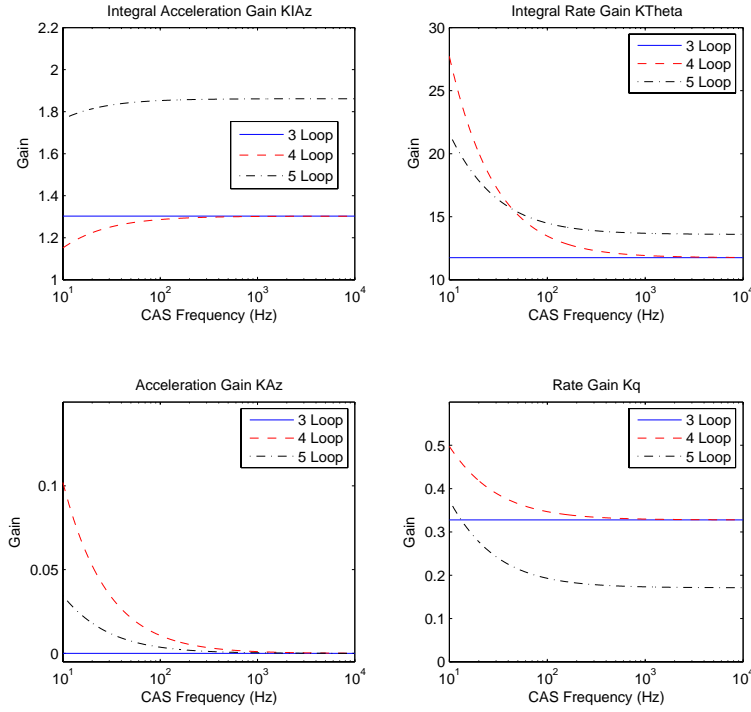 Integral Acceleration Gain KIAz
2.2
2
1.8
1.6
1.4
1.2
1
Gain
3 Loop
4 Loop
5 Loop
10^1
10^2
10^3
10^4
CAS Frequency (Hz)
Integral Rate Gain KTheta
30
25
20
15
10
3 Loop
4 Loop
5 Loop
10^1
10^2
10^3
10^4
CAS Frequency (Hz)
Acceleration Gain KAz
0.1
0.05
0
Gain
3 Loop
4 Loop
5 Loop
10^1
10^2
10^3
10^4
CAS Frequency (Hz)
Rate Gain Kq
0.5
0.4
0.3
0.2
0.1
0
Gain
3 Loop
4 Loop
5 Loop
10^1
10^2
10^3
10^4
CAS Frequency (Hz)